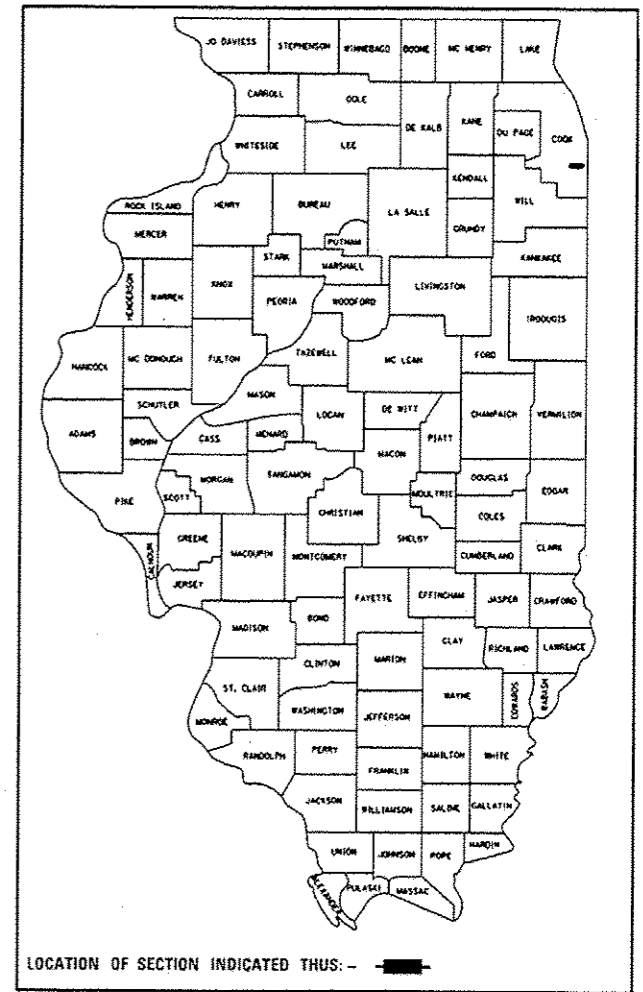 JO DAVIESS STEPHENSON WINNEBAGO BOONE MC HENRY LAKE
CARROLL OGLE DE KALB KANE DU PAGE COOK
WHITESIDE LEE
KENDALL WILL
ROCK ISLAND HENRY BUREAU LA SALLE GRUNDY
MERCER PUTNAM KANKAKEE
STARK MARSHALL
HENDERSON WARREN KNOX PEORIA WOODFORD LIVINGSTON IROQUOIS
HANCOCK MC DONOUGH FULTON TAZEWELL MC LEAN FORD
MASON
SCHUYLER LOGAN DE WITT CHAMPAIGN VERMILION
ADAMS BROWN CASS MENARD PIATT
MACON
MORGAN SANGAMON DOUGLAS
PIKE SCOTT CHRISTIAN MOULTRIE EDGAR
COLES
GREENE SHELBY
CALHOUN MACOUPIN MONTGOMERY CUMBERLAND CLARK
JERSEY
FAYETTE EFFINGHAM JASPER CRAWFORD
MADISON BOND
CLAY RICHLAND LAWRENCE
CLINTON MARION
ST. CLAIR WAYNE EDWARDS WABASH
WASHINGTON JEFFERSON
MONROE
RANDOLPH PERRY HAMILTON WHITE
FRANKLIN
JACKSON WILLIAMSON SALINE GALLATIN
UNION JOHNSON POPE HARDIN
ALEXANDER PULASKI MASSAC
LOCATION OF SECTION INDICATED THUS: -